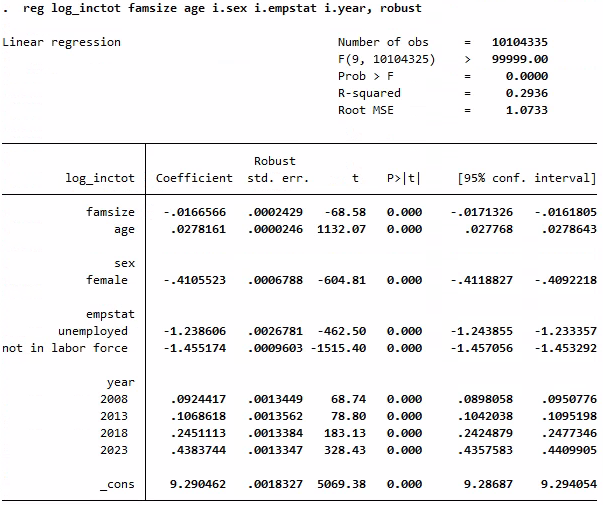 . reg log_inctot famsize age i.sex i.empstat i.year, robust
Linear regression Number of obs = 10104335
F(9, 10104325) > 99999.00
Prob > F = 0.0000
R-squared = 0.2936
Root MSE = 1.0733
Robust
log_inctot Coefficient std. err. t P>|t| [95% conf. interval]
famsize -.0166566 .0002429 -68.58 0.000 -.0171326 -.0161805
age .0278161 .0000246 1132.07 0.000 .027768 .0278643
sex
female -.4105523 .0006788 -604.81 0.000 -.4118827 -.4092218
empstat
unemployed -1.238606 .0026781 -462.50 0.000 -1.243855 -1.233357
not in labor force -1.455174 .0009603 -1515.40 0.000 -1.457056 -1.453292
year
2008 .0924417 .0013449 68.74 0.000 .0898058 .0950776
2013 .1068618 .0013562 78.80 0.000 .1042038 .1095198
2018 .2451113 .0013384 183.13 0.000 .2424879 .2477346
2023 .4383744 .0013347 328.43 0.000 .4357583 .4409905
_cons 9.290462 .0018327 5069.38 0.000 9.28687 9.294054